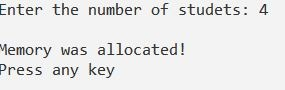 Enter the number of studets: 4
Memory was allocated!
Press any key